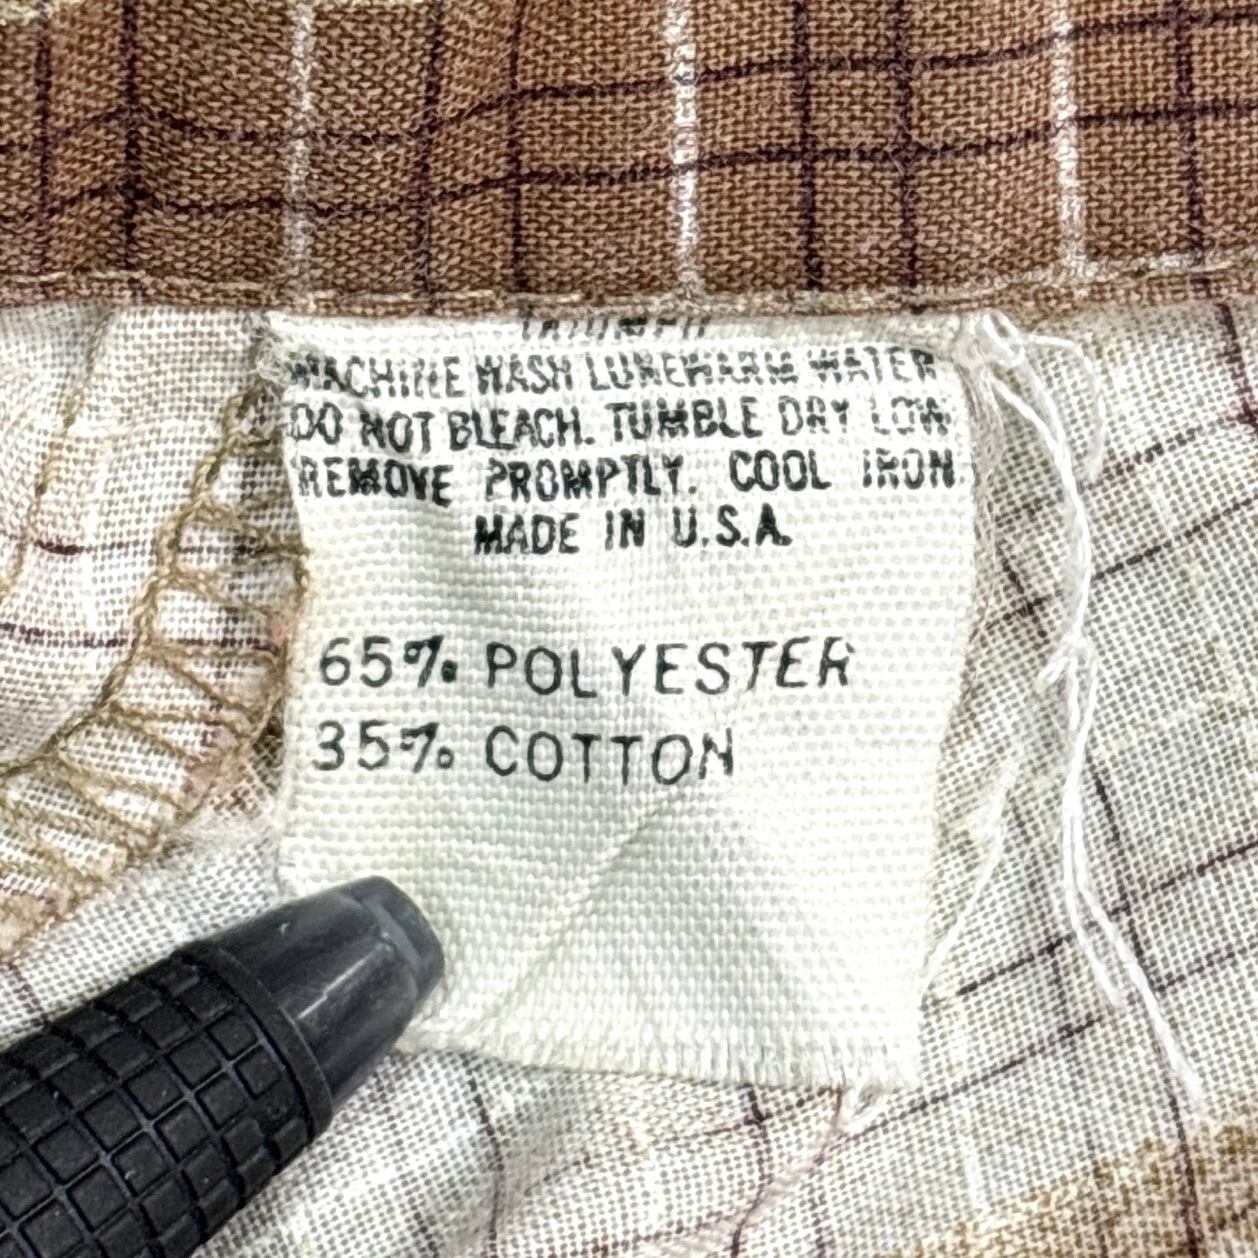 TRIUMPH
MACHINE WASH LUKEWARM WATER
DO NOT BLEACH. TUMBLE DRY LOW
REMOVE PROMPTLY. COOL IRON
MADE IN U.S.A.
65% POLYESTER
35% COTTON